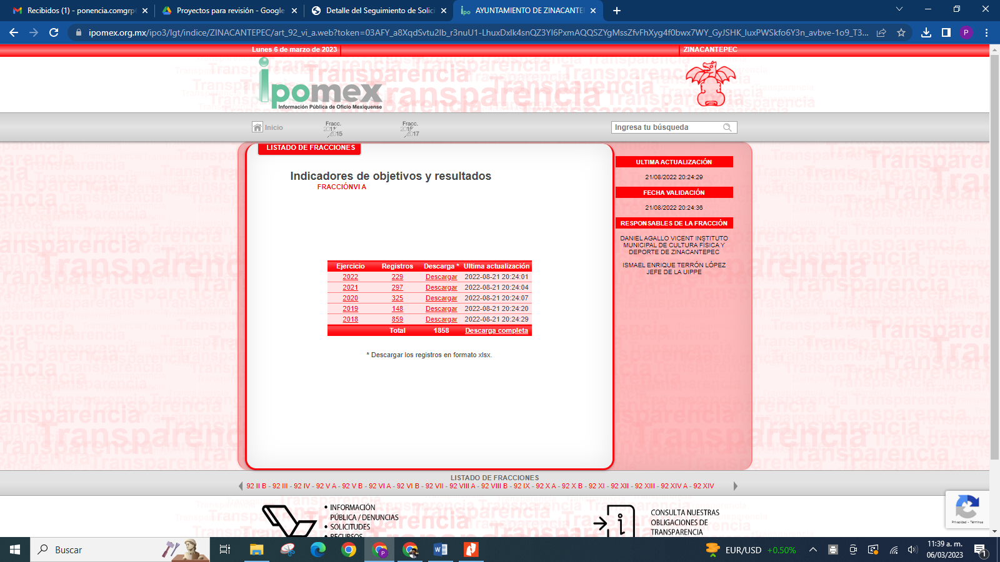 Recibidos (1) - ponencia.comgrp
Proyectos para revisión - Google
Detalle del Seguimiento de Solici
AYUNTAMIENTO DE ZINACANTE
ipomex.org.mx/ipo3/lgt/indice/ZINACANTEPEC/art_92_vi_a.web?token=
P
Lunes 6 de marzo de 2023
ZINACANTEPEC
ipomex
Información Pública de Oficio Mexiquense
Inicio
Fracc.
Fracc.
2017
Ingresa tu búsqueda
LISTADO DE FRACCIONES
Indicadores de objetivos y resultados
FRACCIÓNVI A
Ejercicio Registros Descarga * Ultima actualización
2022 229 Descargar 2022-08-21 20:24:01
2021 297 Descargar 2022-08-21 20:24:04
2020 325 Descargar 2022-08-21 20:24:07
2019 148 Descargar 2022-08-21 20:24:20
2018 859 Descargar 2022-08-21 20:24:29
Total 1858 Descarga completa
* Descargar los registros en formato xlsx.
ULTIMA ACTUALIZACIÓN
21/08/2022 20:24:29
FECHA VALIDACIÓN
21/08/2022 20:24:36
RESPONSABLES DE LA FRACCIÓN
DANIEL AGALLO VICENT INSTITUTO
MUNICIPAL DE CULTURA FÍSICA Y
DEPORTE DE ZINACANTEPEC
ISMAEL ENRIQUE TERRÓN LÓPEZ
JEFE DE LA UIPPE
LISTADO DE FRACCIONES
92 II B - 92 III - 92 IV - 92 V A - 92 V B - 92 VI A - 92 VI B - 92 VII - 92 VIII A - 92 VIII B - 92 IX - 92 X A - 92 X B - 92 XI - 92 XII - 92 XIII - 92 XIV A - 92 XIV
• INFORMACIÓN
PÚBLICA / DENUNCIAS
• SOLICITUDES
• RECURSOS
CONSULTA NUESTRAS
OBLIGACIONES DE
TRANSPARENCIA
Privacidad - Términos
Buscar
EUR/USD +0.50%
11:39 a. m.
06/03/2023
1